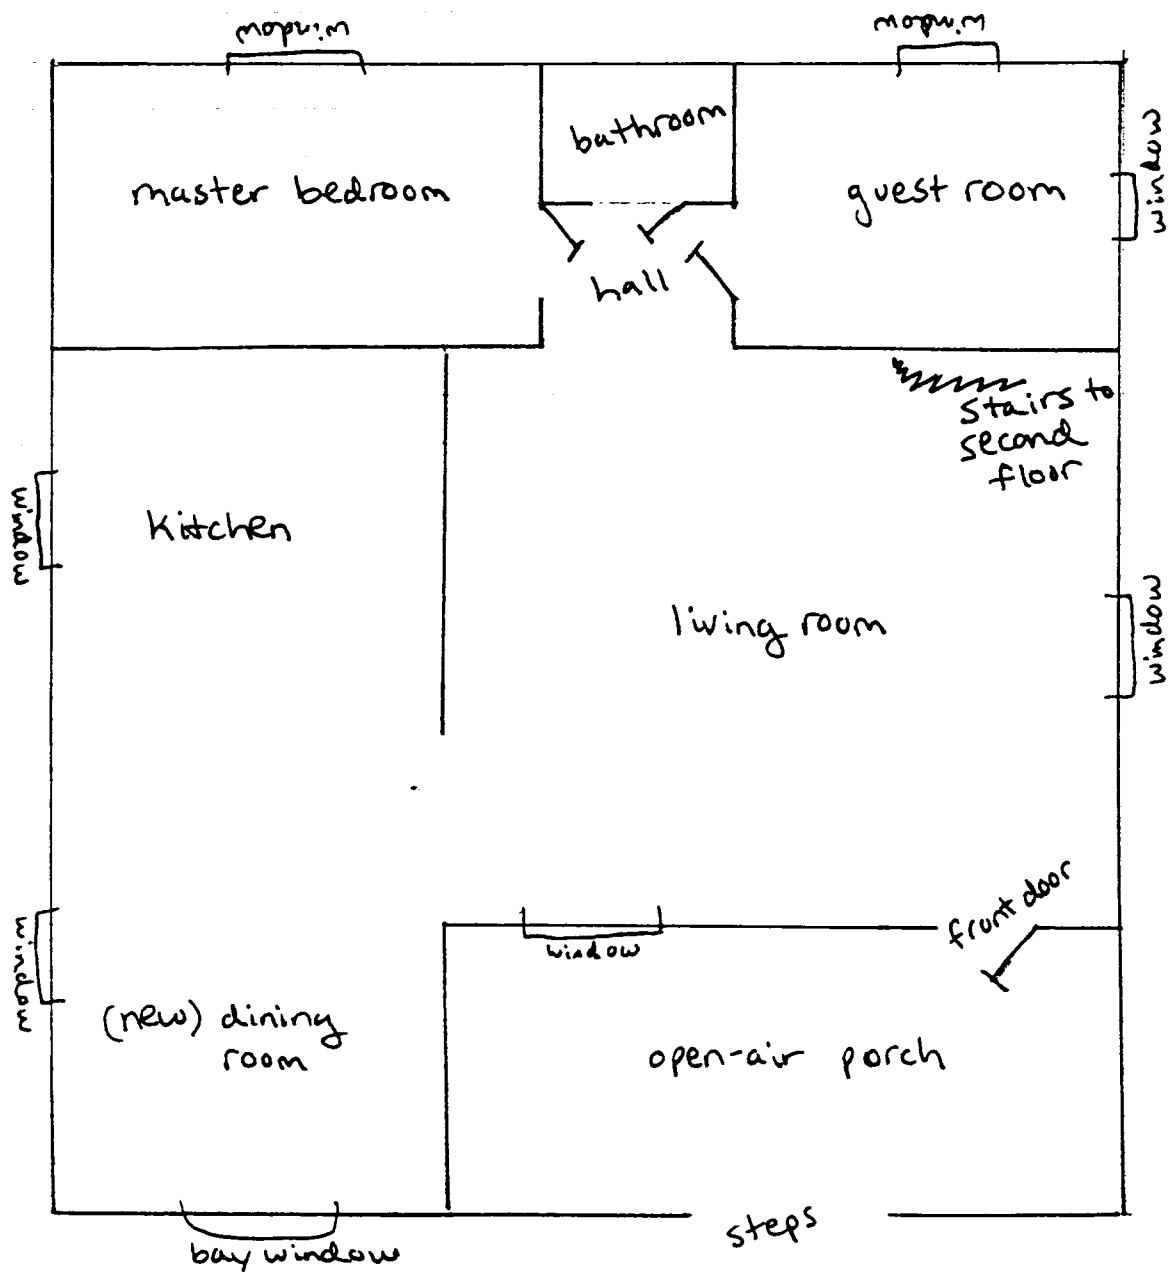 window
window
bathroom
master bedroom
guest room
window
hall
stairs to
second
floor
window
kitchen
living room
window
front door
window
window
(new) dining
room
open-air porch
steps
bay window